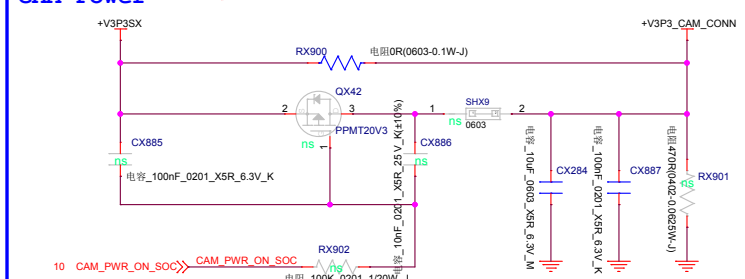 +V3P3SX
+V3P3_CAM_CONN
RX900
电阻0R(0603-0.1W-J)
QX42
2
3
1
SHX9
2
ns
0603
PPMT20V3
ns
1
CX885
ns
电容_100nF_0201_X5R_6.3V_K
CX886
ns
电容_10nF_0201_X5R_25V_K(±10%)
电容_10uF_0603_X5R_6.3V_M
CX284
电容_100nF_0201_X5R_6.3V_K
CX887
电阻470R(0402-0.0625W-J)
RX901
ns
10
CAM_PWR_ON_SOC
CAM_PWR_ON_SOC
RX902
ns